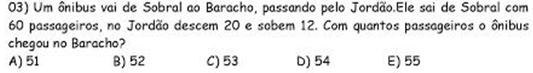 03) Um ônibus vai de Sobral ao Baracho, passando pelo Jordão.Ele sai de Sobral com
60 passageiros, no Jordão descem 20 e sobem 12. Com quantos passageiros o ônibus
chegou no Baracho?
A) 51 B) 52 C) 53 D) 54 E) 55